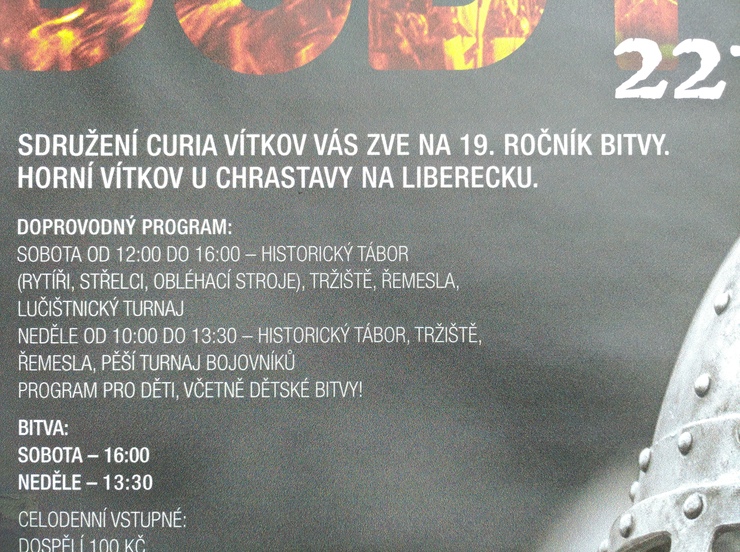 22
SDRUŽENÍ CURIA VÍTKOV VÁS ZVE NA 19. ROČNÍK BITVY.
HORNÍ VÍTKOV U CHRASTAVY NA LIBERECKU.
DOPROVODNÝ PROGRAM:
SOBOTA OD 12:00 DO 16:00 – HISTORICKÝ TÁBOR
(RYTÍŘI, STŘELCI, OBLÉHACÍ STROJE), TRŽIŠTĚ, ŘEMESLA,
LUČIŠTNICKÝ TURNAJ
NEDĚLE OD 10:00 DO 13:30 – HISTORICKÝ TÁBOR, TRŽIŠTĚ,
ŘEMESLA, PĚŠÍ TURNAJ BOJOVNÍKŮ
PROGRAM PRO DĚTI, VČETNĚ DĚTSKÉ BITVY!
BITVA:
SOBOTA – 16:00
NEDĚLE – 13:30
CELODENNÍ VSTUPNÉ:
DOSPĚLÍ 100 KČ